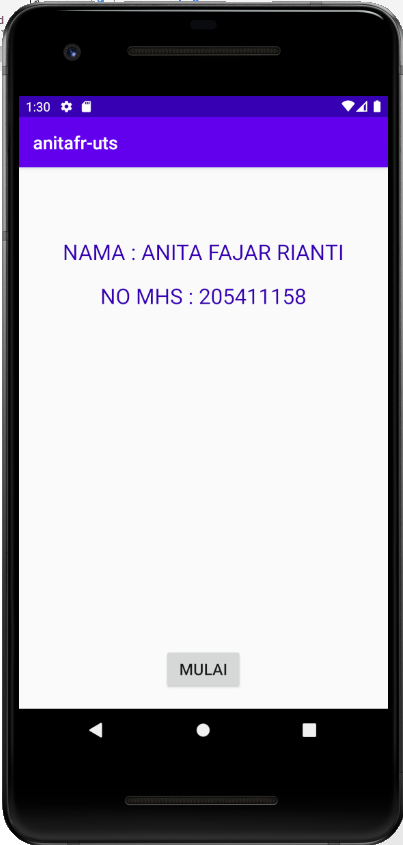 1:30
anitafr-uts
NAMA : ANITA FAJAR RIANTI
NO MHS : 205411158
MULAI